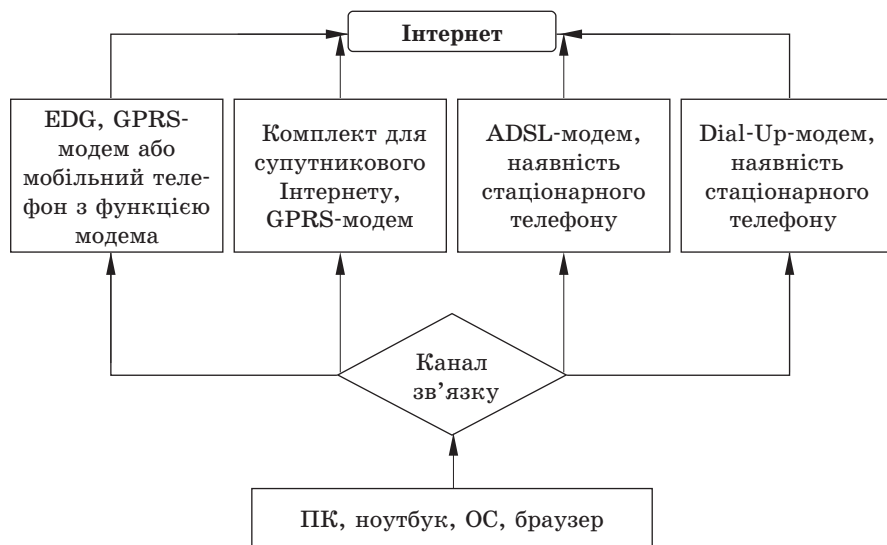 Інтернет
EDG, GPRS-
модем або
мобільний теле-
фон з функцією
модема
Комплект для
супутникового
Інтернету,
GPRS-модем
ADSL-модем,
наявність
стаціонарного
телефону
Dial-Up-модем,
наявність
стаціонарного
телефону
Канал
зв’язку
ПК, ноутбук, ОС, браузер